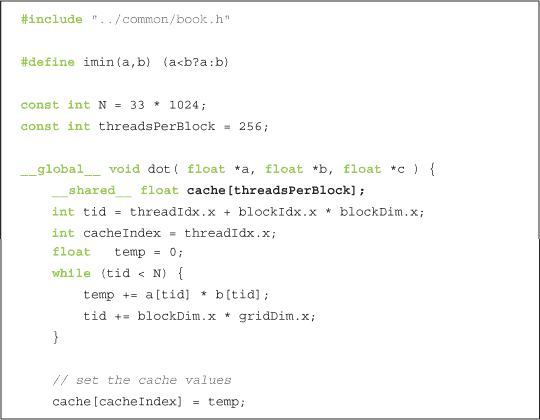 #include "../common/book.h"
#define imin(a,b) (a<b?a:b)
const int N = 33 * 1024;
const int threadsPerBlock = 256;
__global__ void dot( float *a, float *b, float *c ) {
    __shared__ float cache[threadsPerBlock];
    int tid = threadIdx.x + blockIdx.x * blockDim.x;
    int cacheIndex = threadIdx.x;
    float   temp = 0;
    while (tid < N) {
        temp += a[tid] * b[tid];
        tid += blockDim.x * gridDim.x;
    }
    // set the cache values
    cache[cacheIndex] = temp;